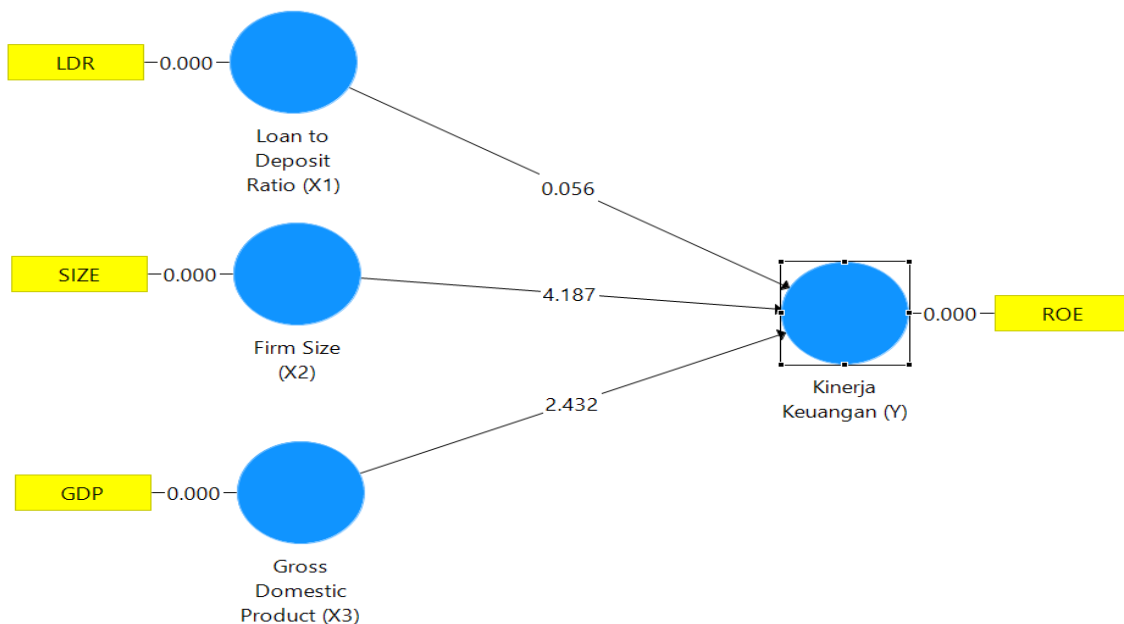 LDR
0.000
Loan to
Deposit
Ratio (X1)
0.056
SIZE
0.000
Firm Size
(X2)
4.187
Kinerja
Keuangan (Y)
0.000
ROE
2.432
GDP
0.000
Gross
Domestic
Product (X3)